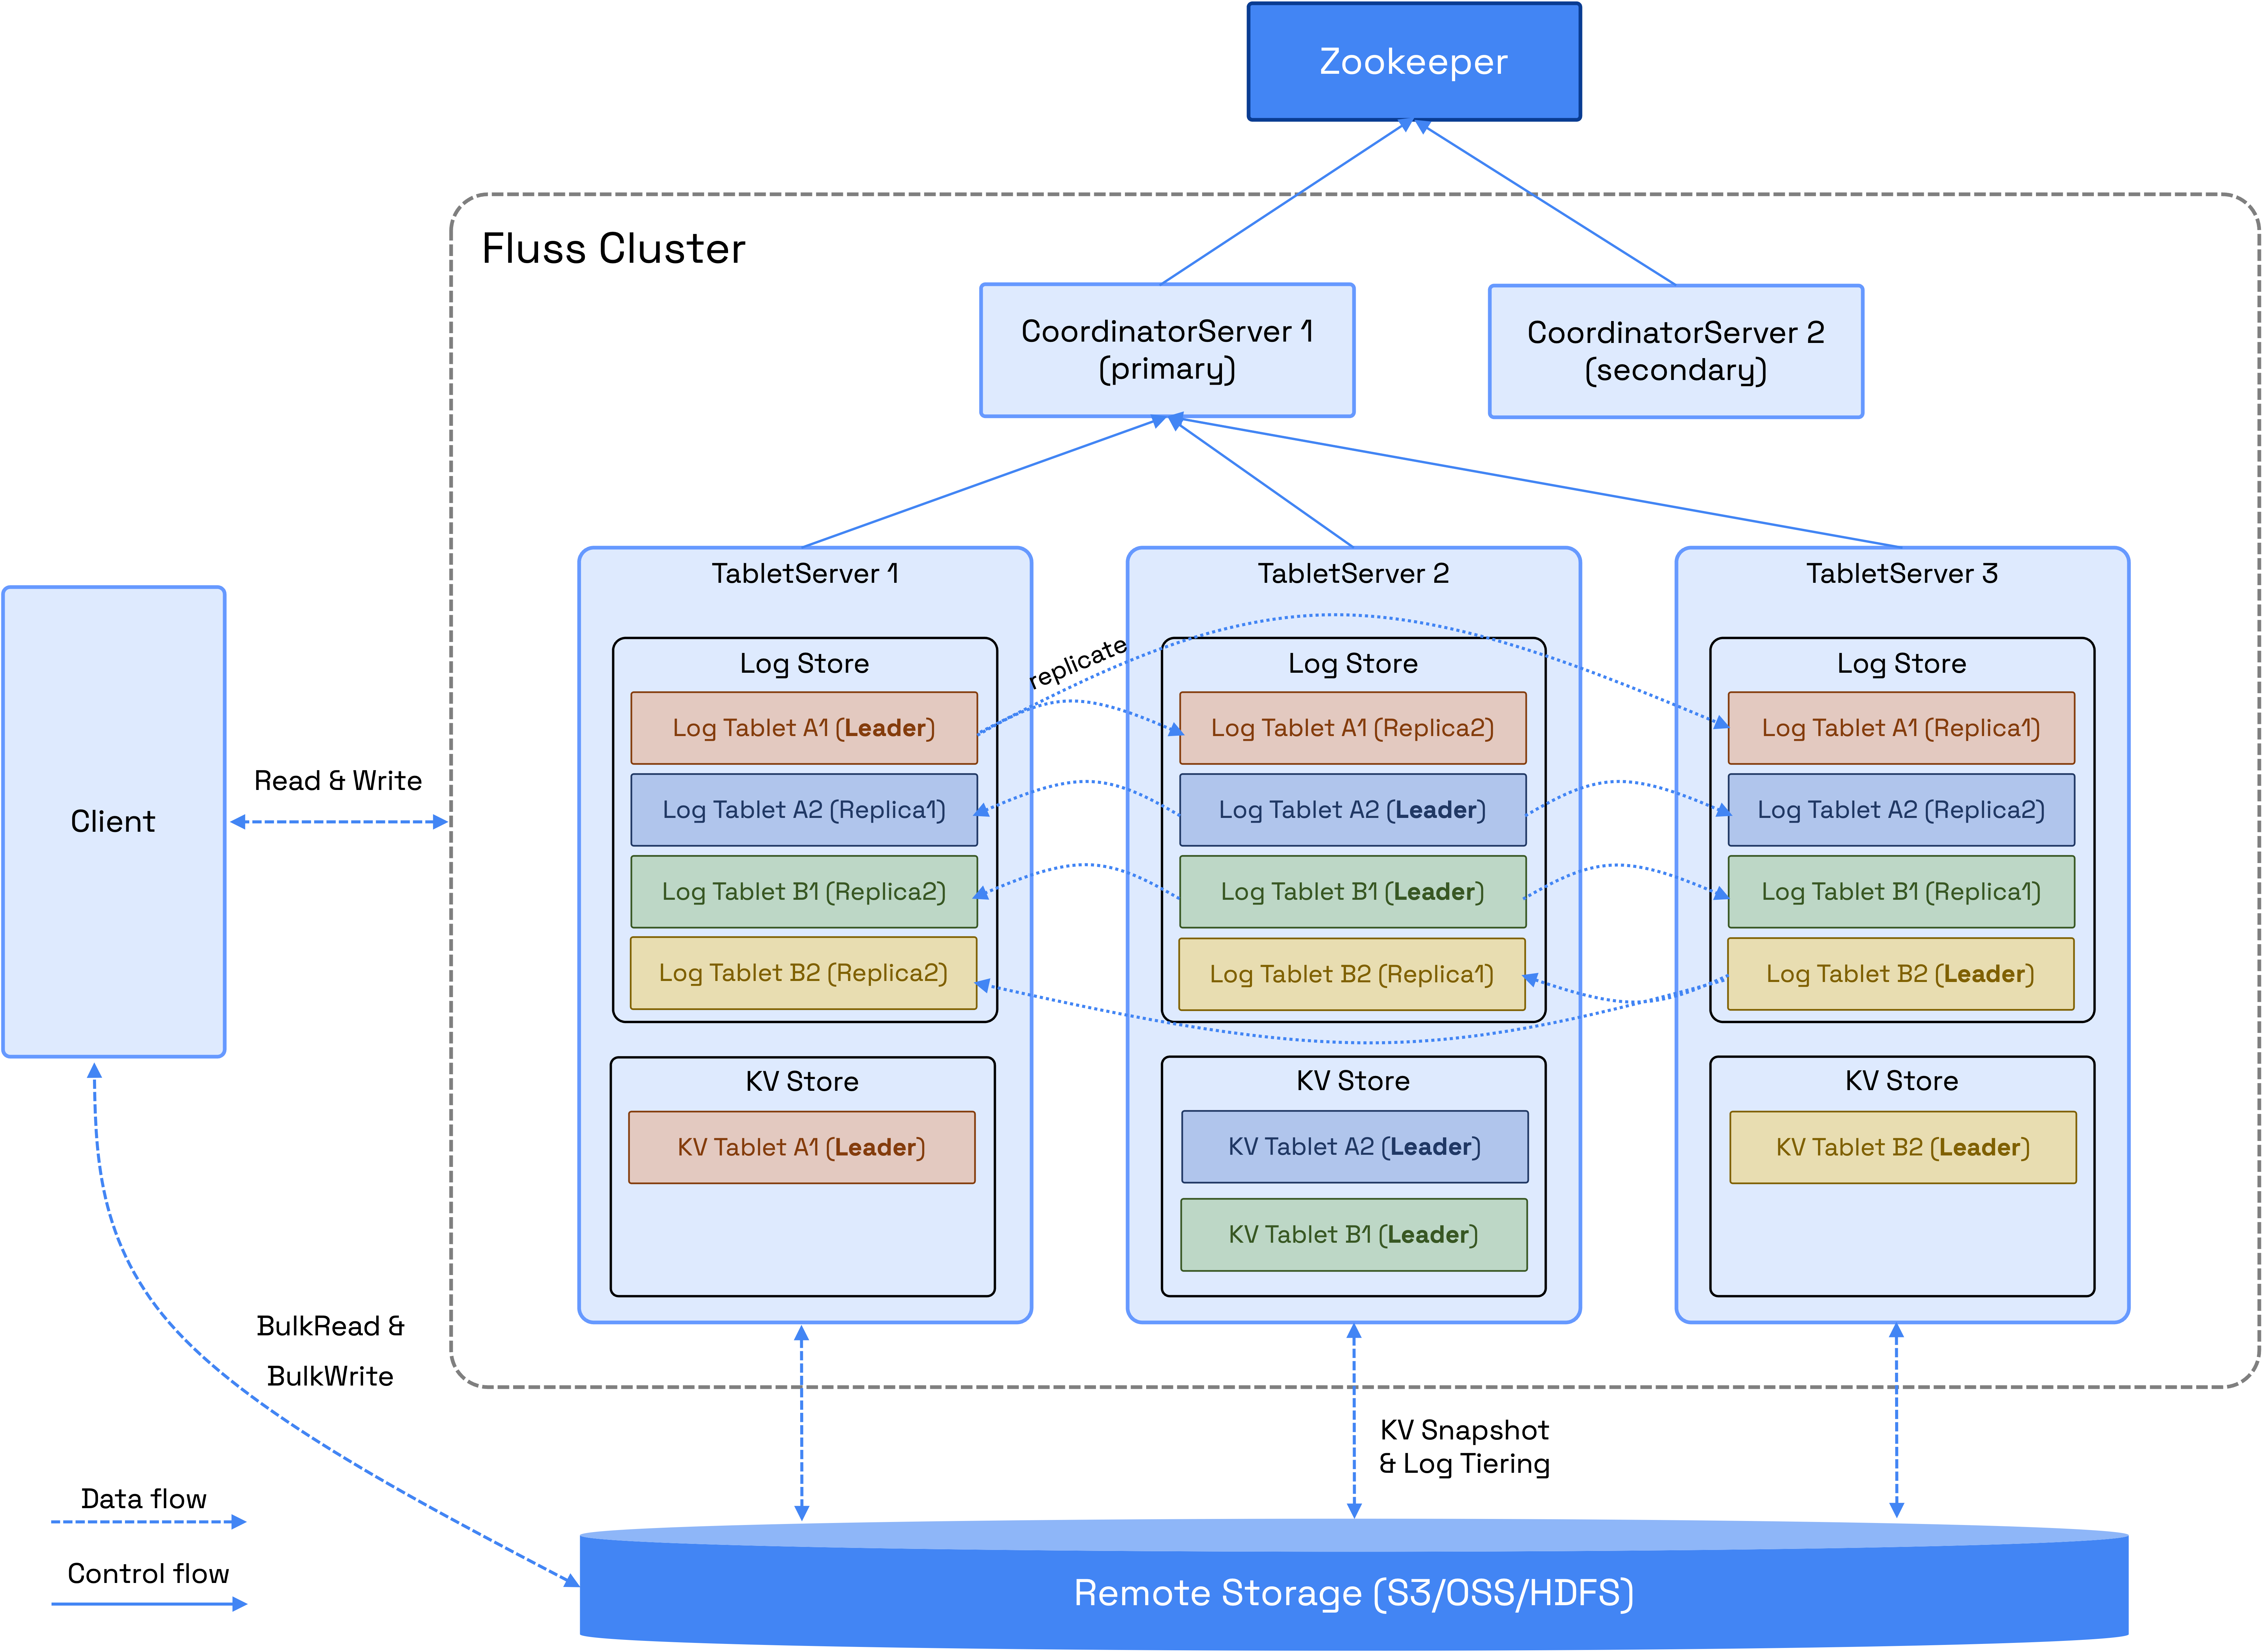 Zookeeper
Fluss Cluster
CoordinatorServer 1
(primary)
CoordinatorServer 2
(secondary)
TabletServer 1
TabletServer 2
TabletServer 3
replicate
Log Store
Log Tablet A1 (Leader)
Log Tablet A2 (Replica1)
Log Tablet B1 (Replica2)
Log Tablet B2 (Replica2)
Log Store
Log Tablet A1 (Replica2)
Log Tablet A2 (Leader)
Log Tablet B1 (Leader)
Log Tablet B2 (Replica1)
Log Store
Log Tablet A1 (Replica1)
Log Tablet A2 (Replica2)
Log Tablet B1 (Replica1)
Log Tablet B2 (Leader)
Client
Read & Write
KV Store
KV Tablet A1 (Leader)
KV Store
KV Tablet A2 (Leader)
KV Tablet B1 (Leader)
KV Store
KV Tablet B2 (Leader)
BulkRead &
BulkWrite
KV Snapshot
& Log Tiering
Data flow
Control flow
Remote Storage (S3/OSS/HDFS)